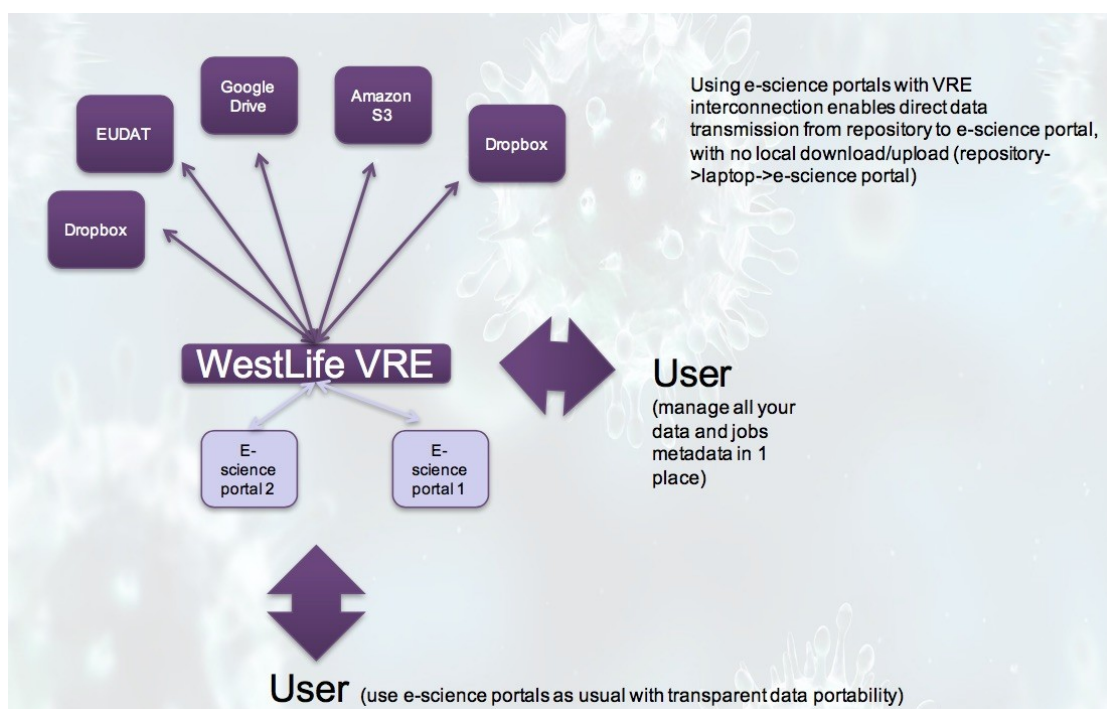 Google
Drive
Amazon
S3
EUDAT
Dropbox
Dropbox
Using e-science portals with VRE
interconnection enables direct data
transmission from repository to e-science portal,
with no local download/upload (repository-
>laptop->e-science portal)
WestLife VRE
User
(manage all your
data and jobs
metadata in 1
place)
E-
science
portal 2
E-
science
portal 1
User (use e-science portals as usual with transparent data portability)